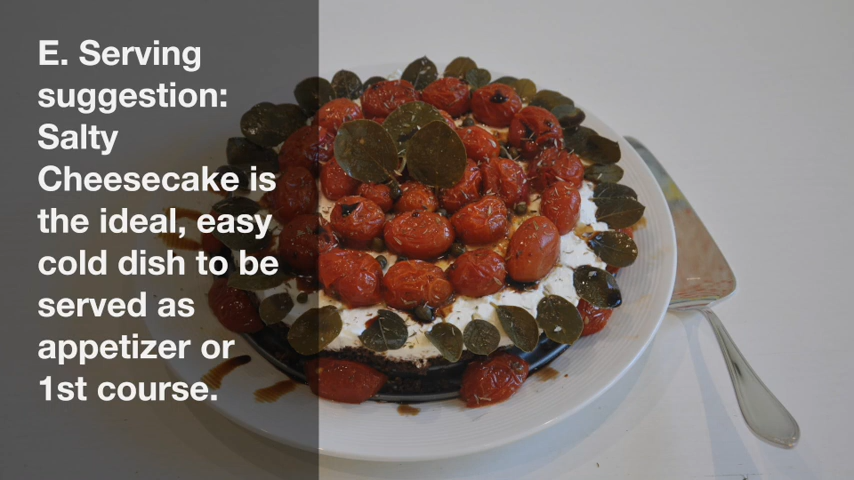 E. Serving
suggestion:
Salty
Cheesecake is
the ideal, easy
cold dish to be
served as
appetizer or
1st course.